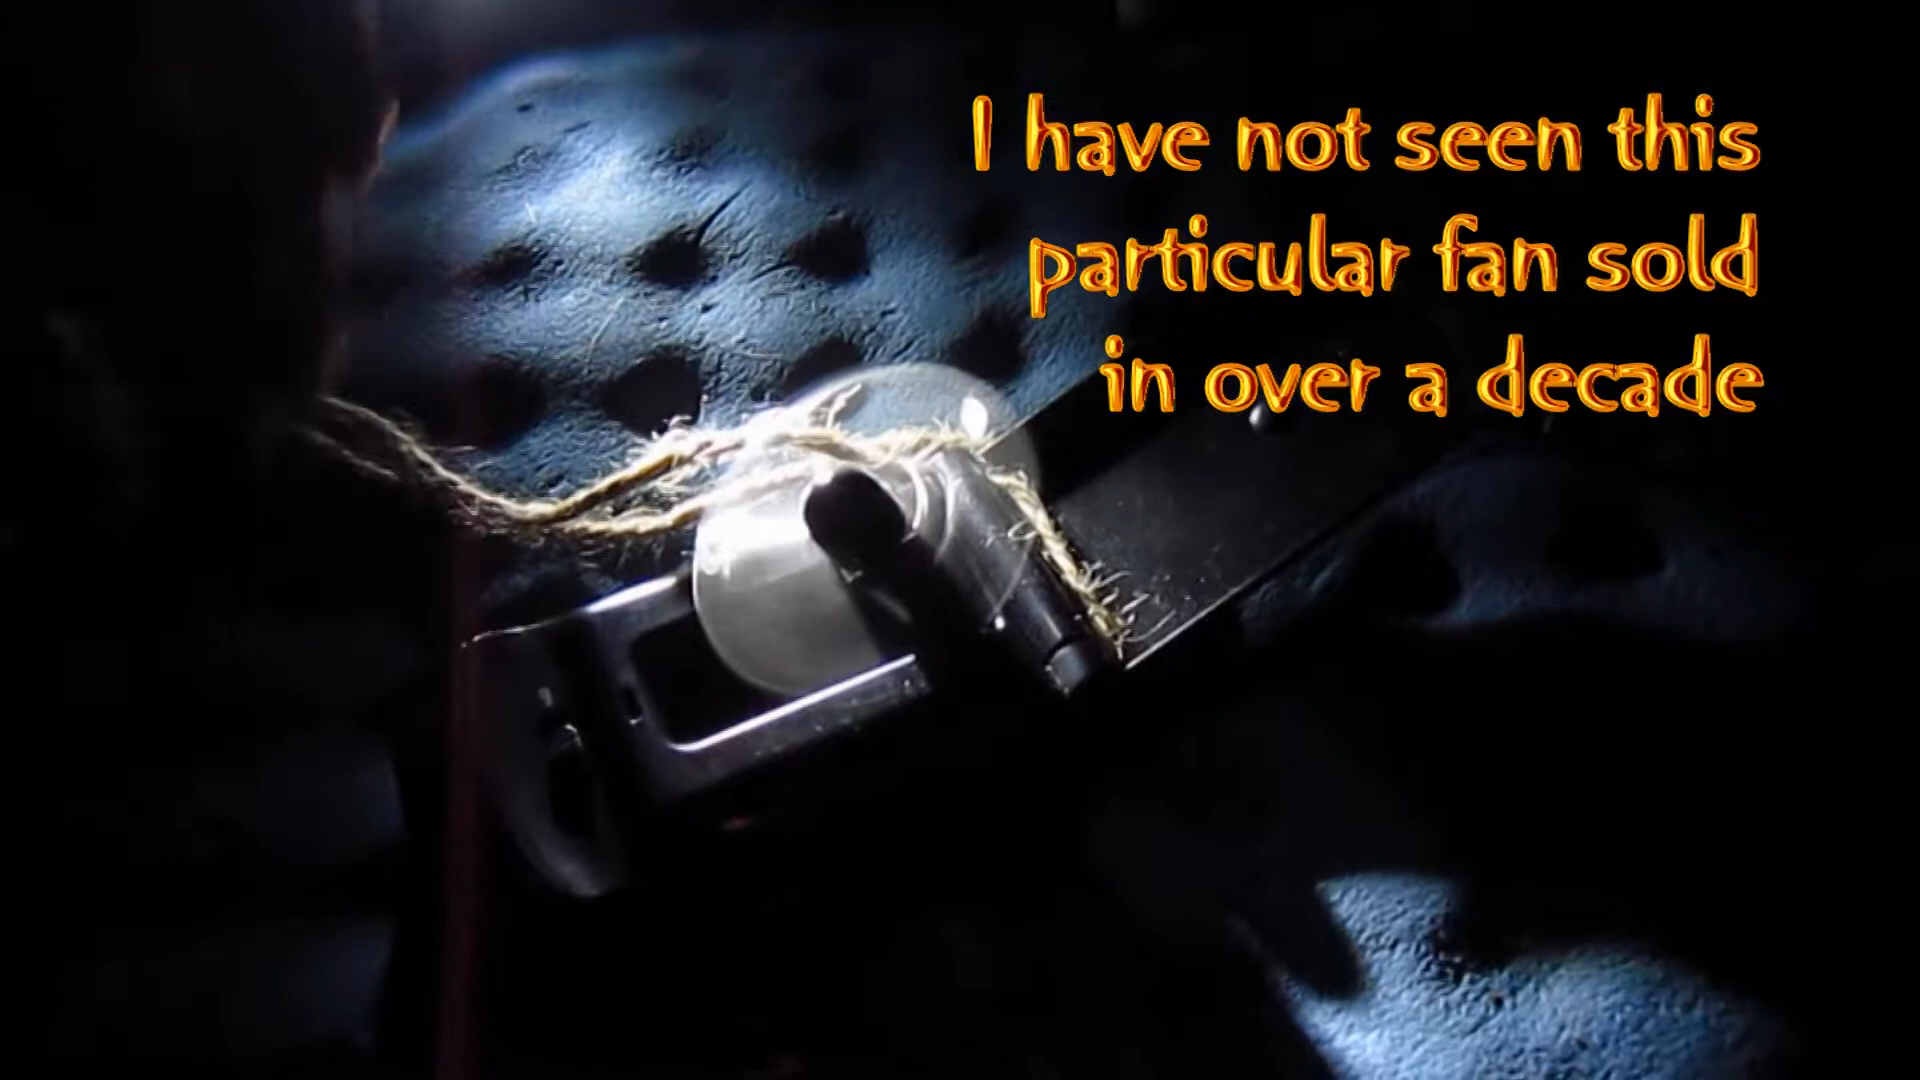 I have not seen this
particular fan sold
in over a decade